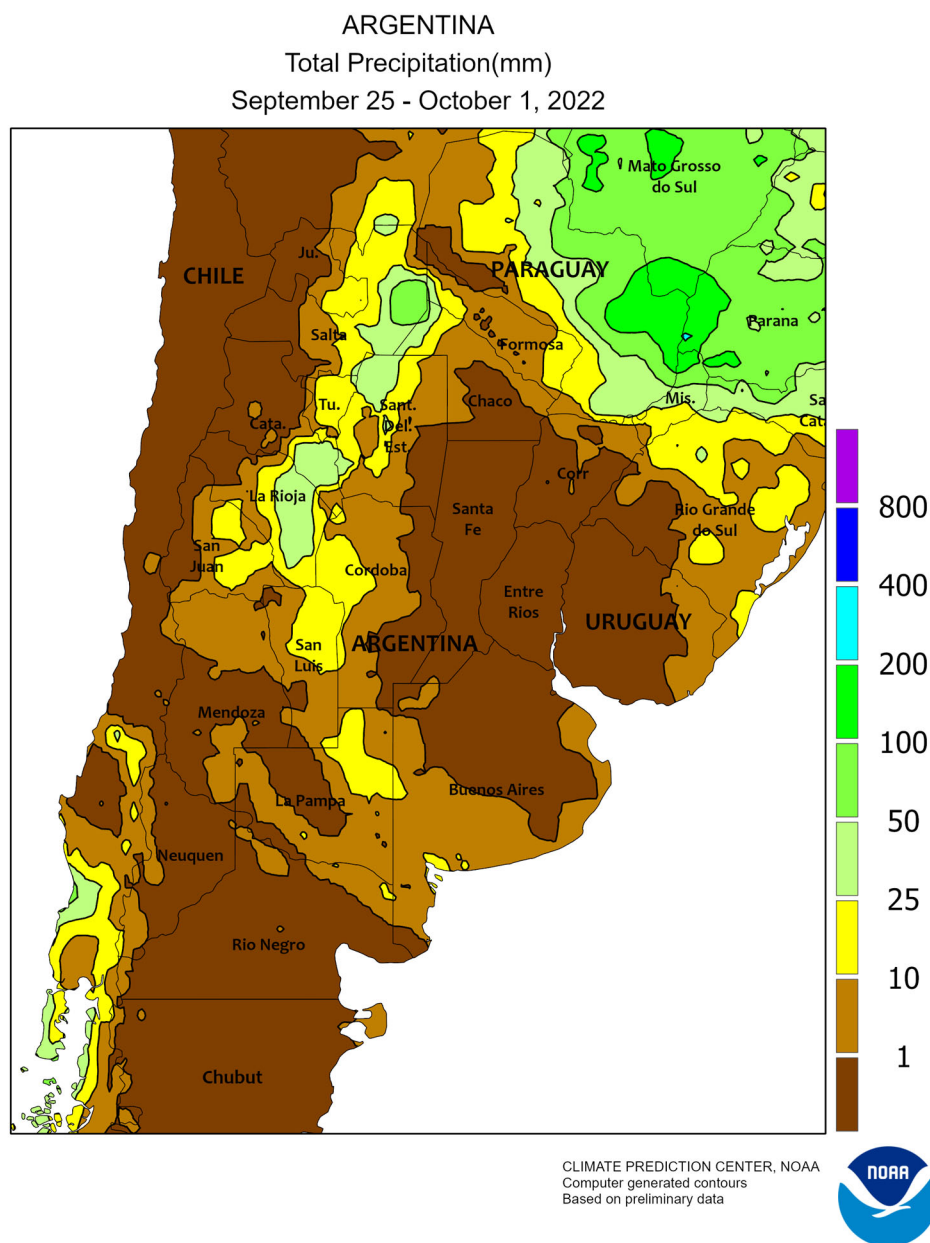 ARGENTINA
Total Precipitation(mm)
September 25 - October 1, 2022
Mato Grosso
do Sul
Ju.
CHILE
PARAGUAY
Parana
Salta
Formosa
Mis.
Sa
Cat.
Tu.
Sant.
Del.
Est.
Chaco
Cata.
Corr
La Rioja
Santa
Fe
Rio Grande
do Sul
San
Juan
Cordoba
Entre
Rios
URUGUAY
ARGENTINA
San
Luis
Mendoza
Buenos Aires
La Pampa
Neuquen
Rio Negro
Chubut
800
400
200
100
50
25
10
1
CLIMATE PREDICTION CENTER, NOAA
Computer generated contours
Based on preliminary data
NOAA